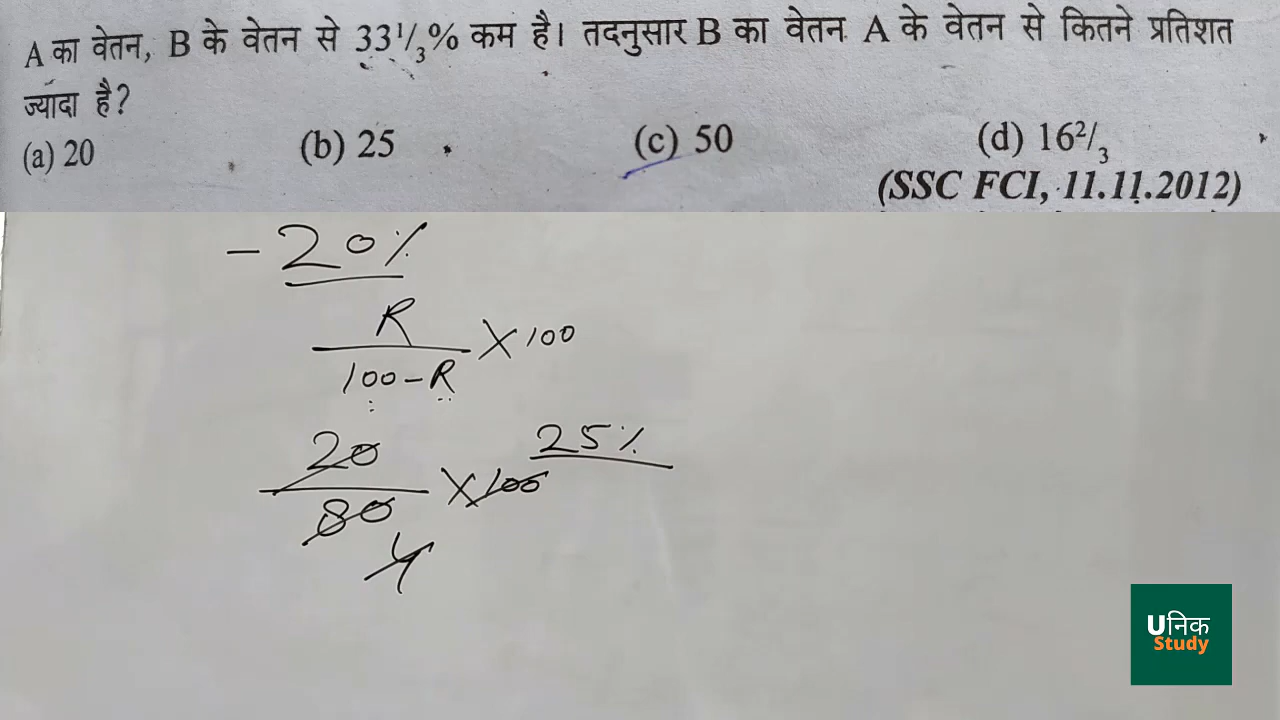 A का वेतन, B के वेतन से 33¹/₃% कम है। तदनुसार B का वेतन A के वेतन से कितने प्रतिशत
ज्यादा है?
(a) 20 (b) 25 (c) 50 (d) 16²/₃
(SSC FCI, 11.11.2012)
- 20%
R
100-R
X 100
20
80
X 100
25%
4
Uनिक
Study